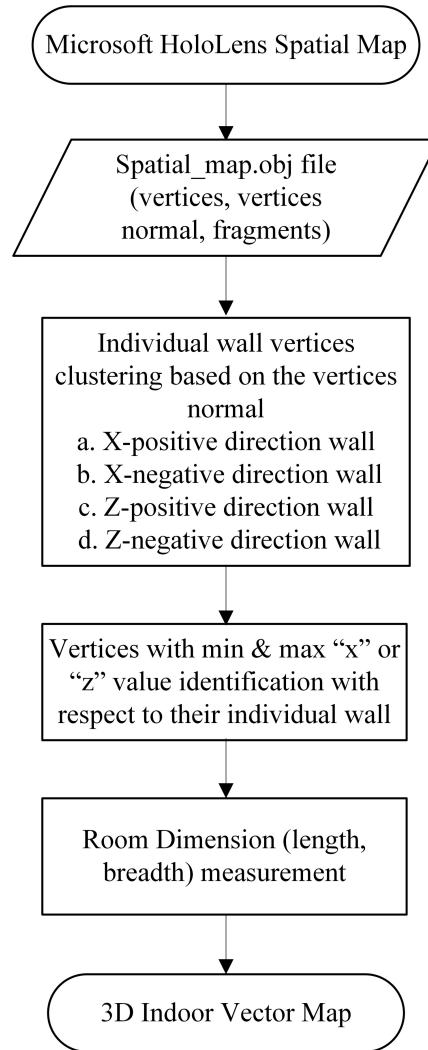 Microsoft HoloLens Spatial Map
Spatial_map.obj file
(vertices, vertices
normal, fragments)
Individual wall vertices
clustering based on the vertices
normal
a. X-positive direction wall
b. X-negative direction wall
c. Z-positive direction wall
d. Z-negative direction wall
Vertices with min & max “x” or
“z” value identification with
respect to their individual wall
Room Dimension (length,
breadth) measurement
3D Indoor Vector Map